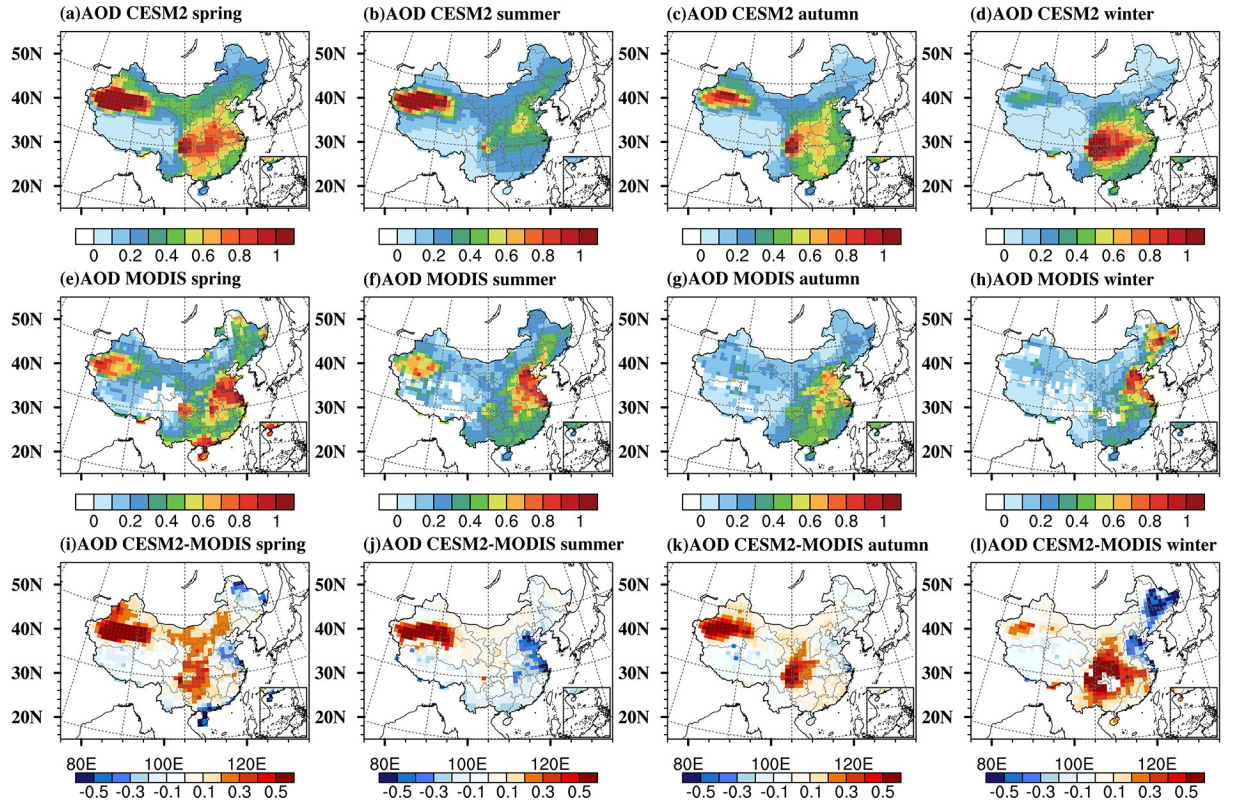 (a)AOD CESM2 spring (b)AOD CESM2 summer (c)AOD CESM2 autumn (d)AOD CESM2 winter
50N 50N 50N 50N
40N 40N 40N 40N
30N 30N 30N 30N
20N 20N 20N 20N
0 0.2 0.4 0.6 0.8 1 0 0.2 0.4 0.6 0.8 1 0 0.2 0.4 0.6 0.8 1 0 0.2 0.4 0.6 0.8 1
(e)AOD MODIS spring (f)AOD MODIS summer (g)AOD MODIS autumn (h)AOD MODIS winter
50N 50N 50N 50N
40N 40N 40N 40N
30N 30N 30N 30N
20N 20N 20N 20N
0 0.2 0.4 0.6 0.8 1 0 0.2 0.4 0.6 0.8 1 0 0.2 0.4 0.6 0.8 1 0 0.2 0.4 0.6 0.8 1
(i)AOD CESM2-MODIS spring (j)AOD CESM2-MODIS summer (k)AOD CESM2-MODIS autumn (l)AOD CESM2-MODIS winter
50N 50N 50N 50N
40N 40N 40N 40N
30N 30N 30N 30N
20N 20N 20N 20N
80E 100E 120E 80E 100E 120E 80E 100E 120E 80E 100E 120E
-0.5 -0.3 -0.1 0.1 0.3 0.5 -0.5 -0.3 -0.1 0.1 0.3 0.5 -0.5 -0.3 -0.1 0.1 0.3 0.5 -0.5 -0.3 -0.1 0.1 0.3 0.5